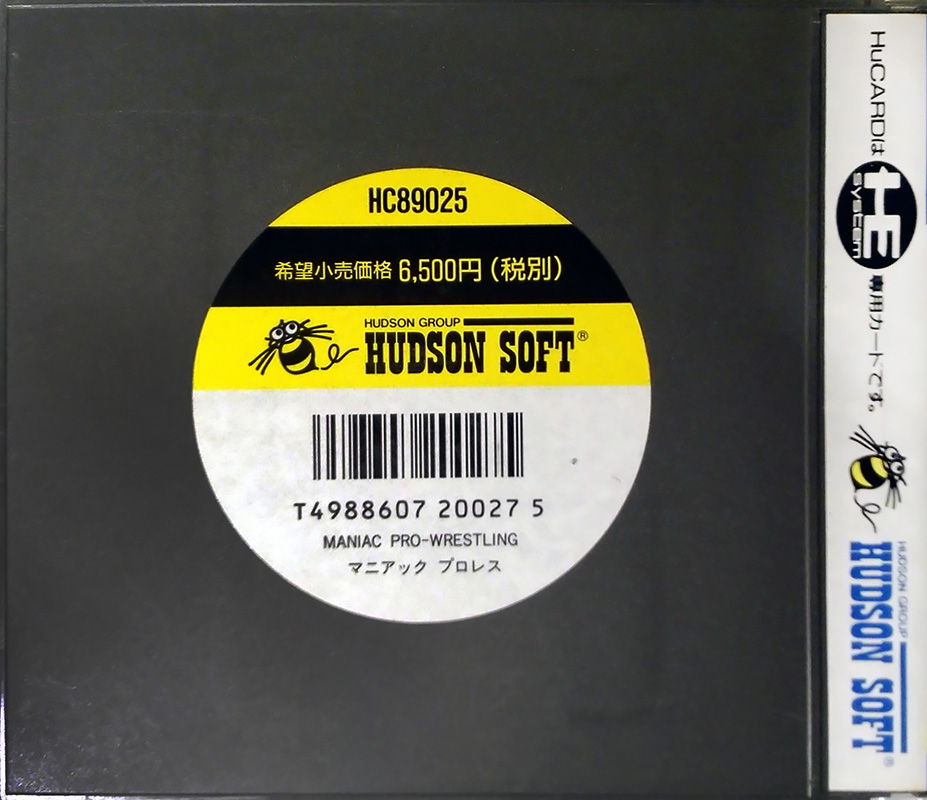 HC89025
希望小売価格 6,500円(税別)
HUDSON GROUP
HUDSON SOFT®
T4988607 20027 5
MANIAC PRO-WRESTLING
マニアック プロレス
HuCARDは HE system 専用カードです。
HUDSON GROUP
HUDSON SOFT®